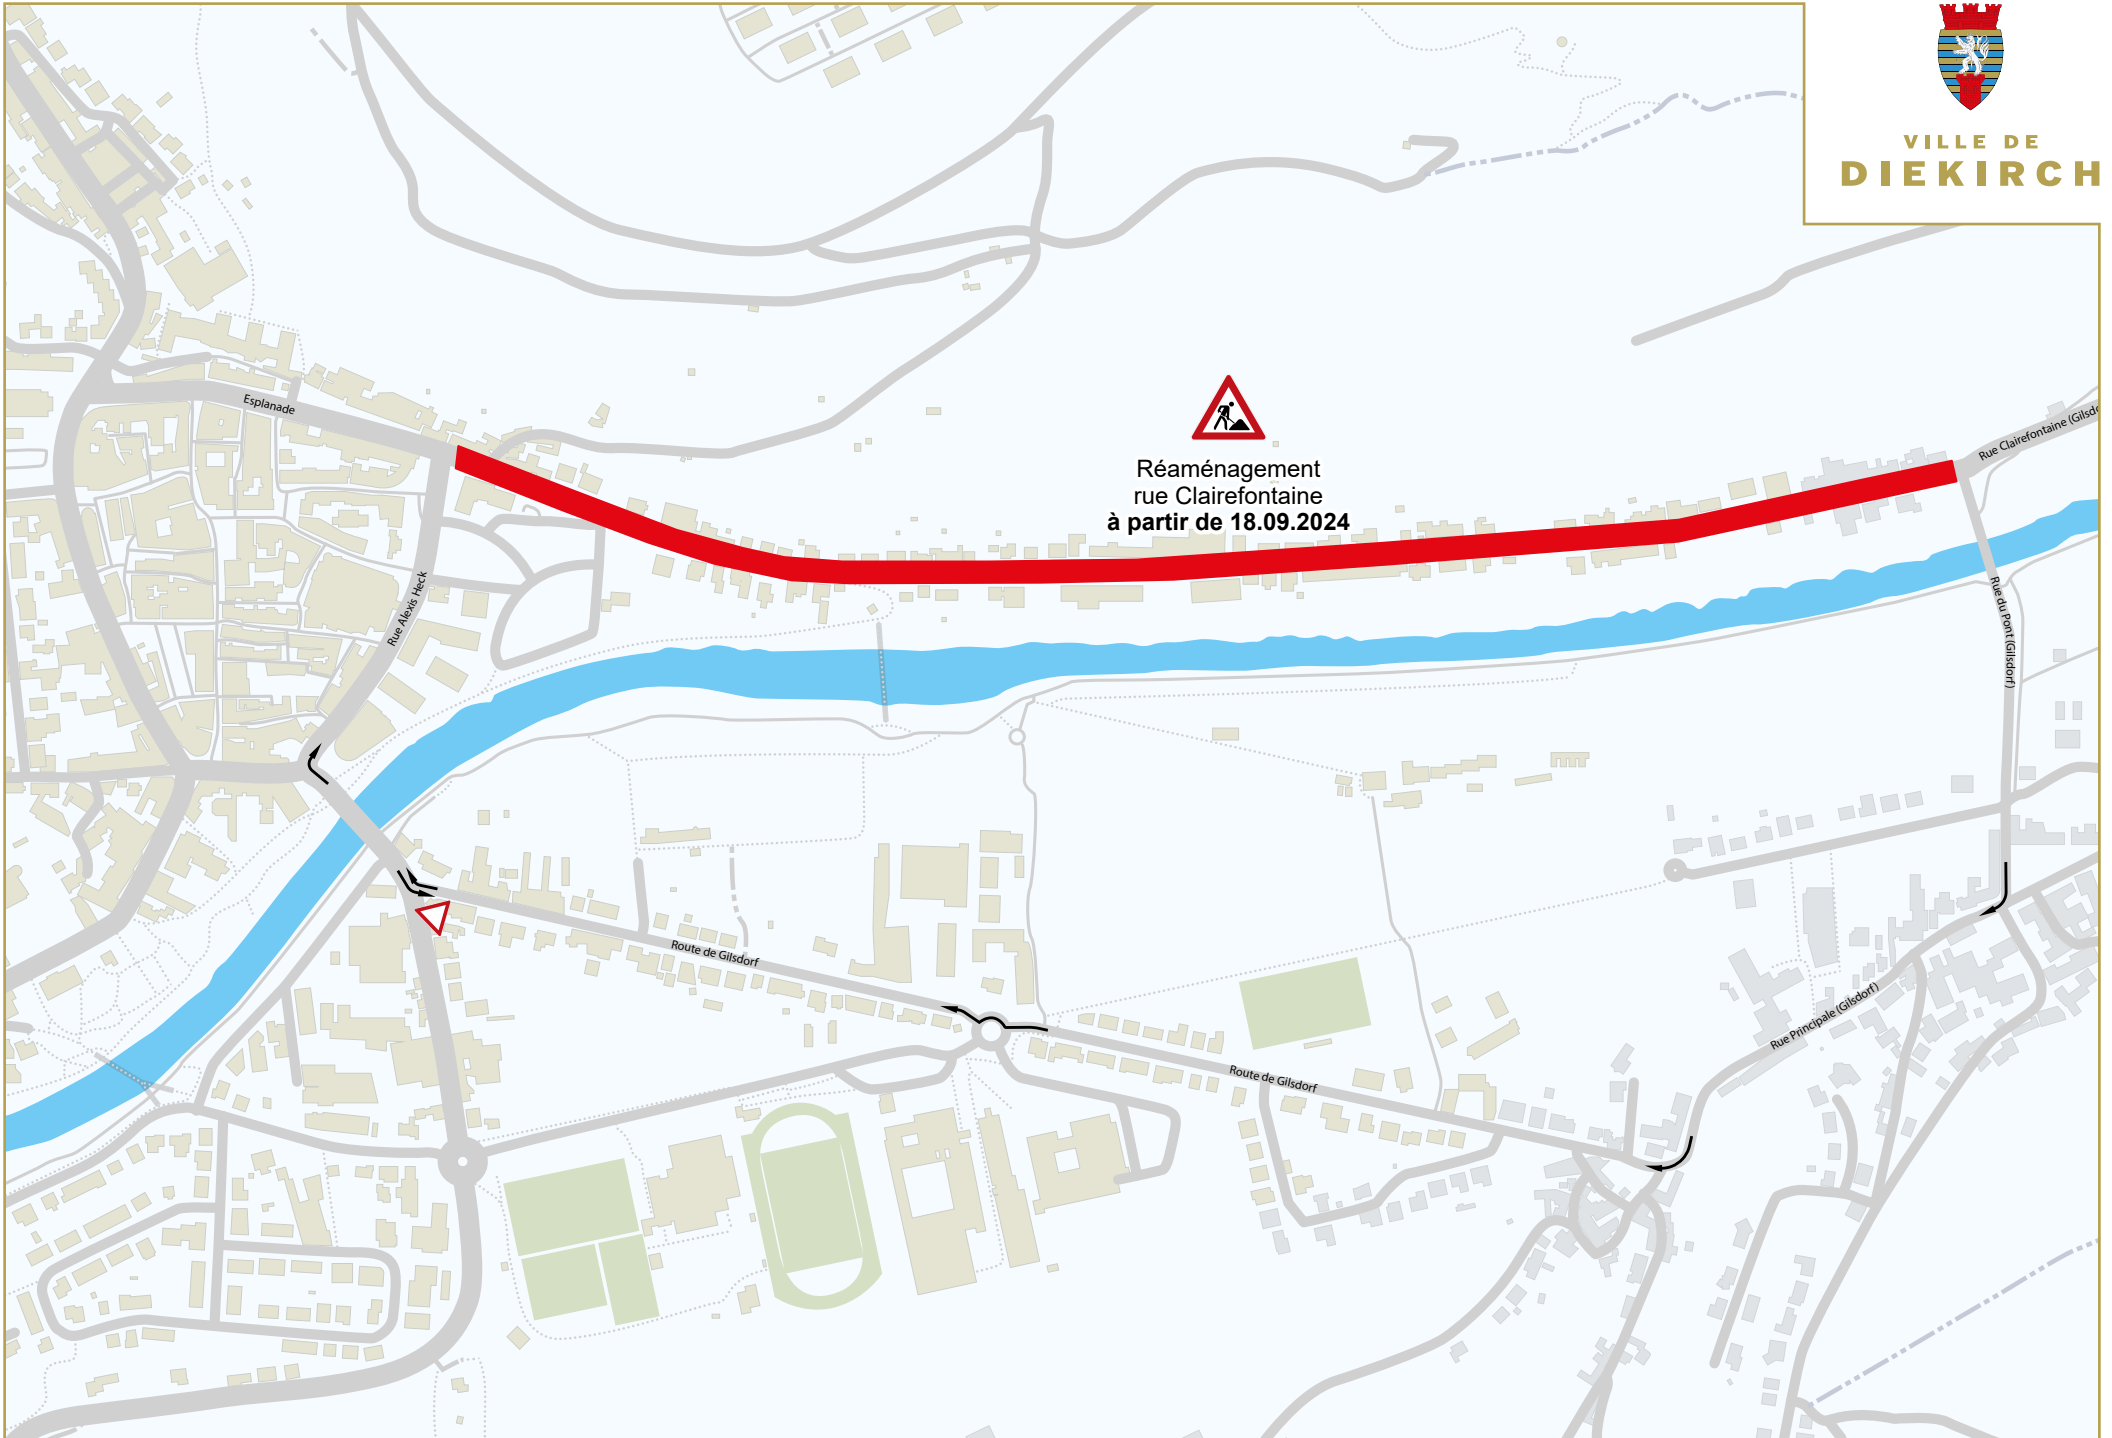 VILLE DE
DIEKIRCH
Esplanade
Réaménagement
rue Clairefontaine
à partir de 18.09.2024
Rue Clairefontaine (Gilsdo
Rue Alexis Heck
Rue du Pont (Gilsdorf)
Route de Gilsdorf
Rue Principale (Gilsdorf)
Route de Gilsdorf